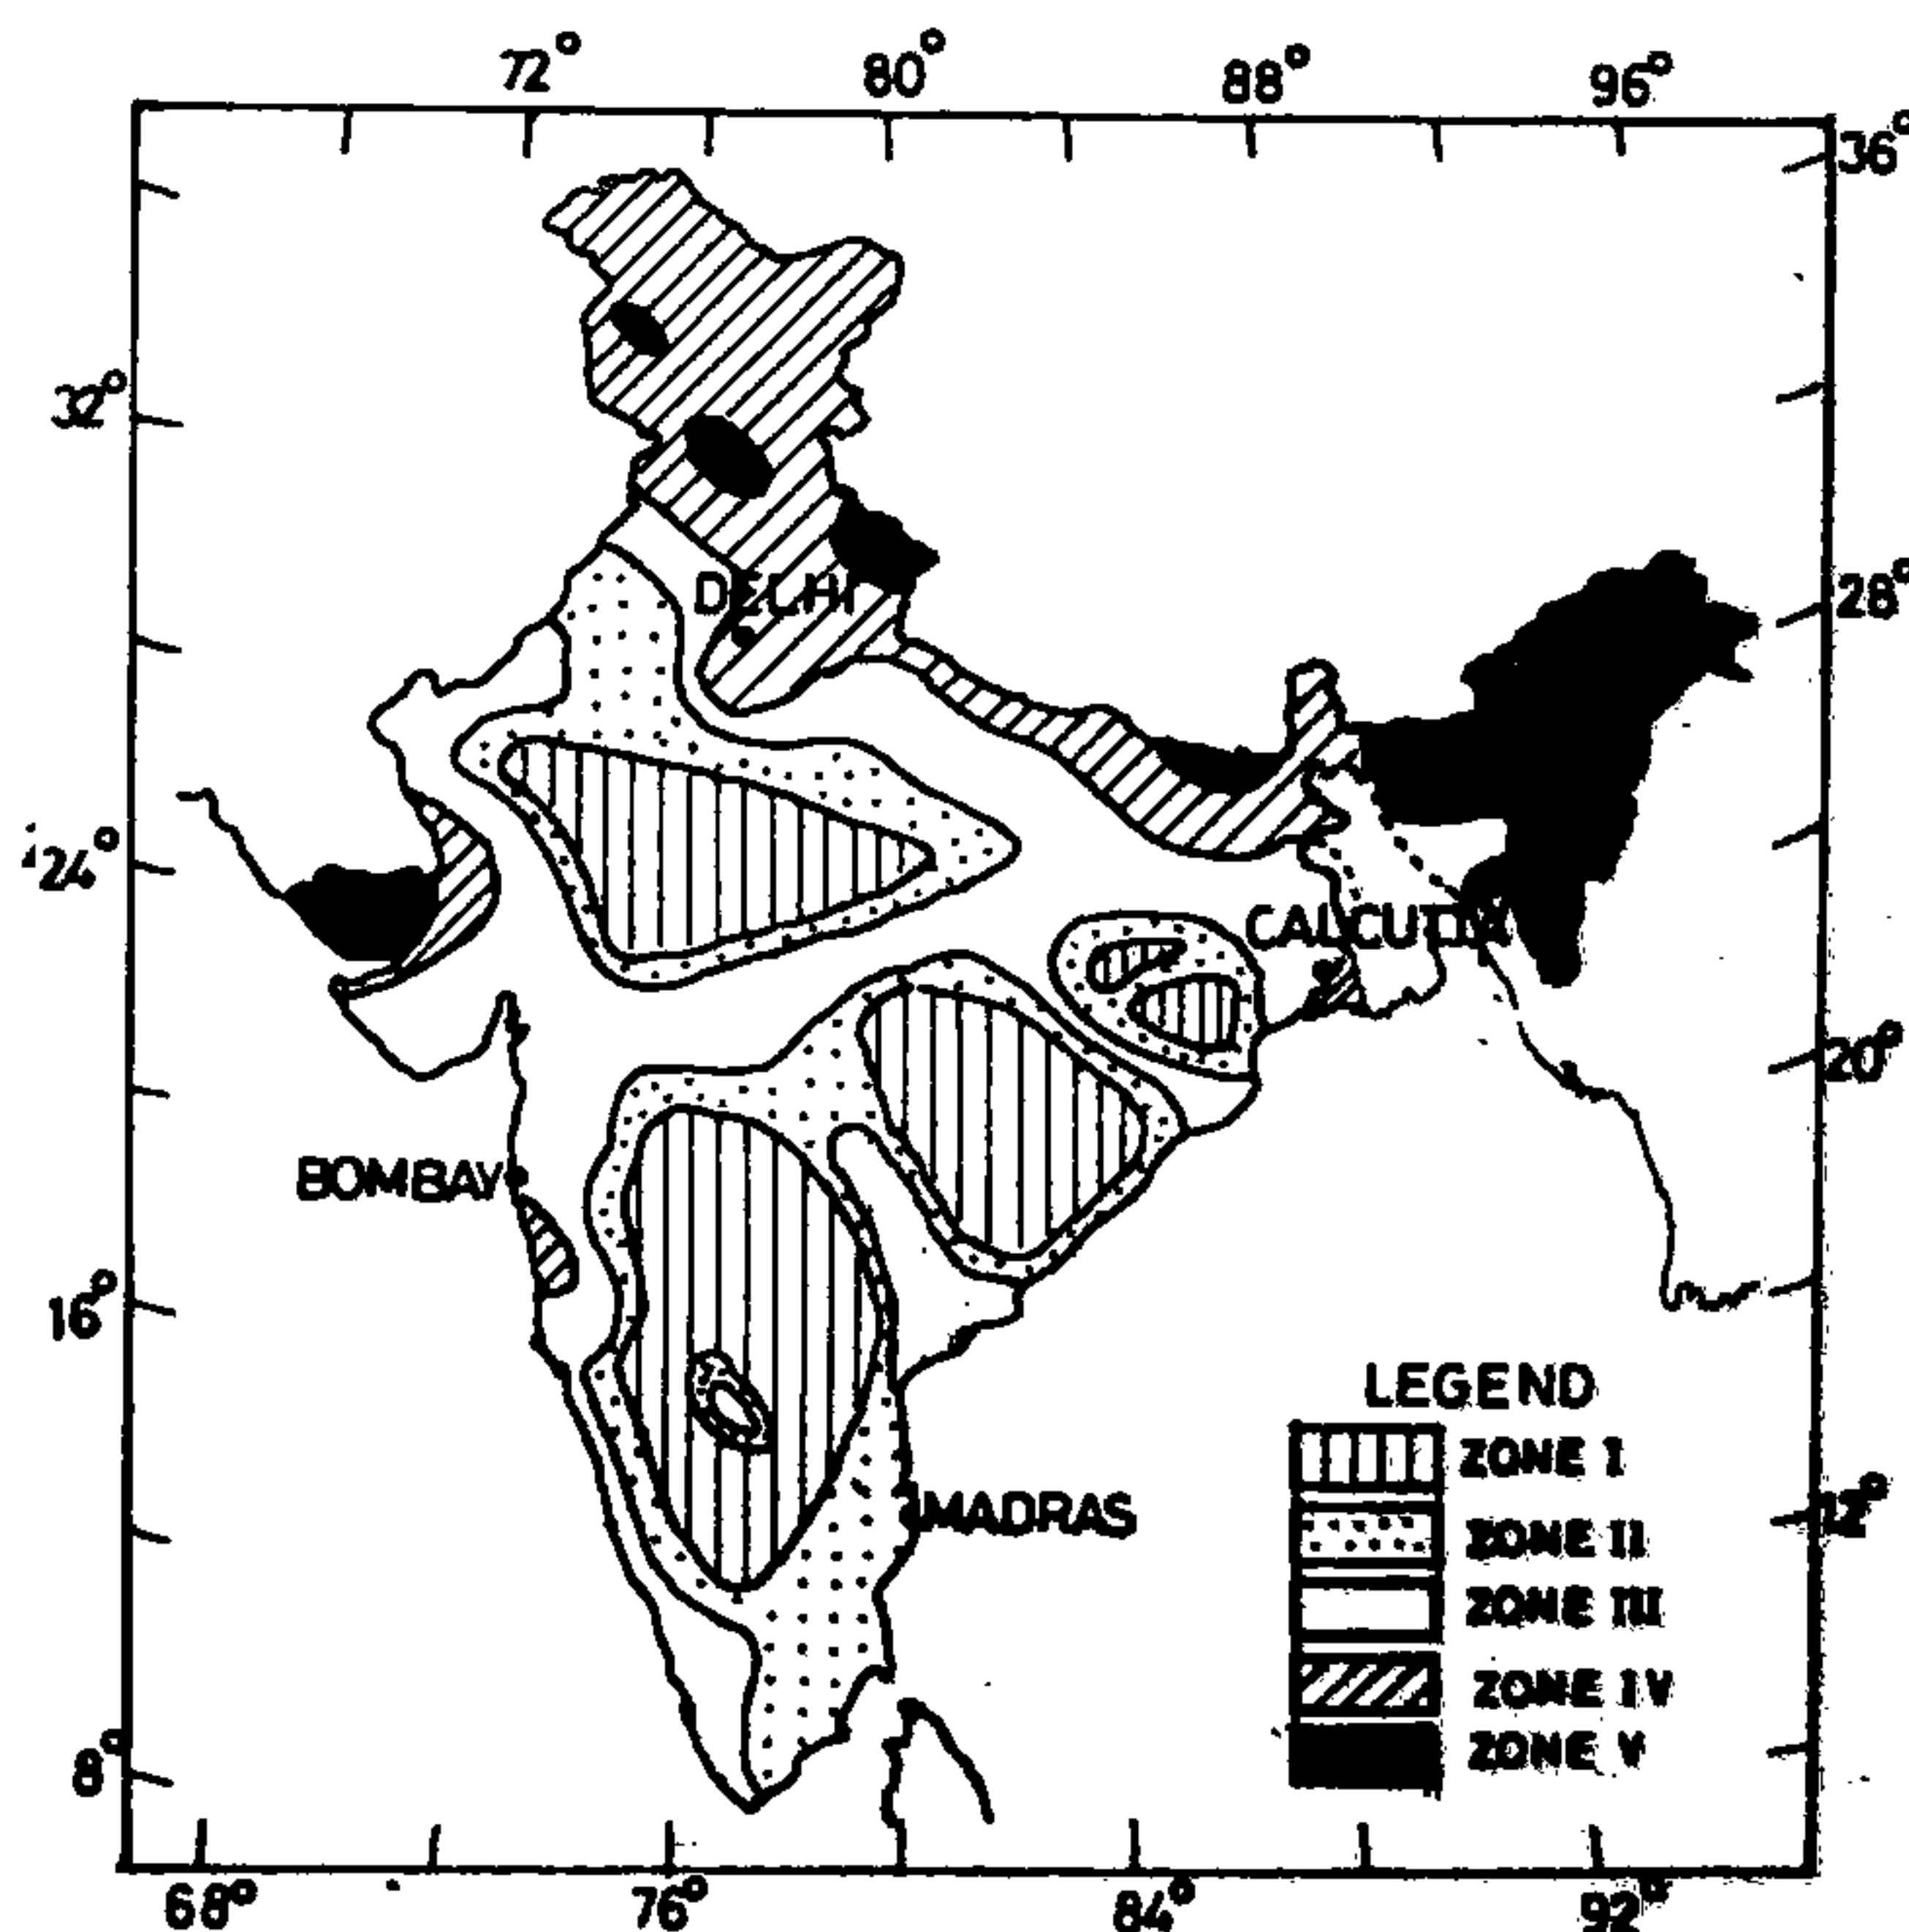 72° 80° 88° 96°
36°
32°
DELHI
28°
24°
CALCUTTA
20°
BOMBAY
16°
LEGEND
ZONE I
MADRAS
12°
ZONE II
ZONE III
ZONE IV
8°
ZONE V
68° 76° 84° 92°